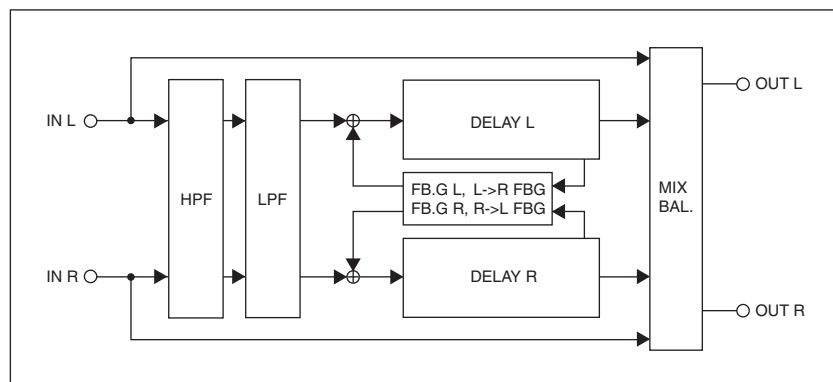 IN L
HPF
LPF
DELAY L
OUT L
FB.G L, L->R FBG
FB.G R, R->L FBG
MIX
BAL.
IN R
DELAY R
OUT R